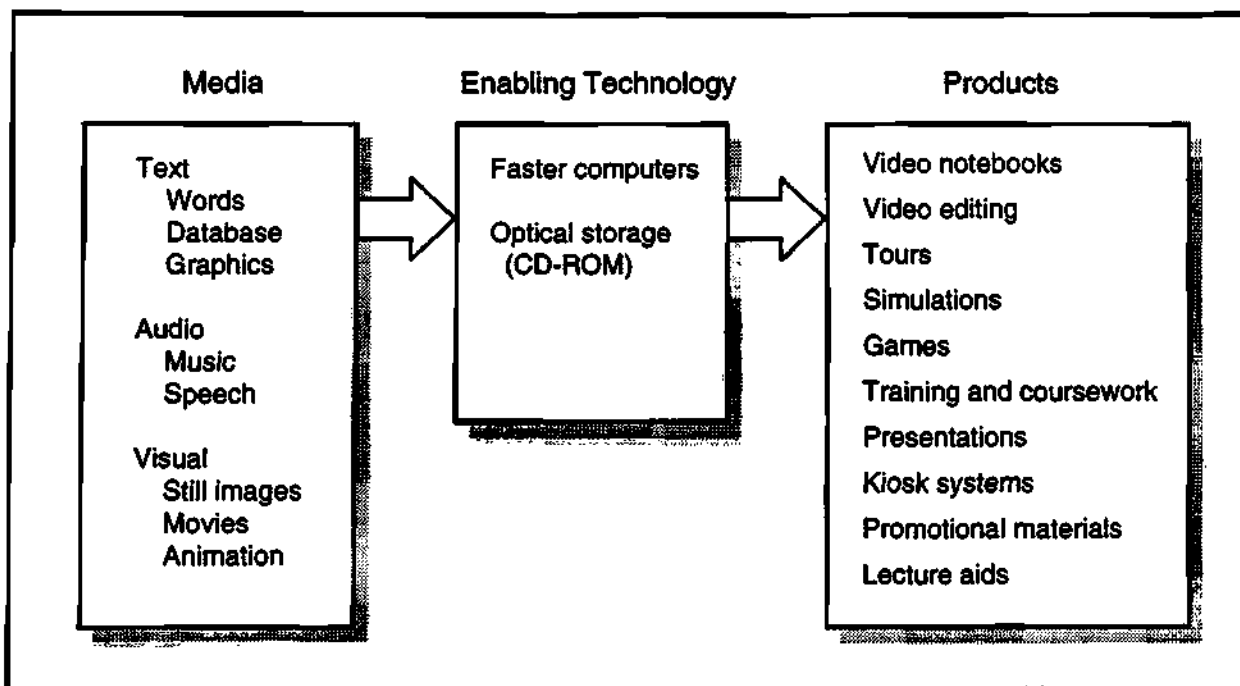 Media
Text
Words
Database
Graphics
Audio
Music
Speech
Visual
Still images
Movies
Animation
Enabling Technology
Faster computers
Optical storage
(CD-ROM)
Products
Video notebooks
Video editing
Tours
Simulations
Games
Training and coursework
Presentations
Kiosk systems
Promotional materials
Lecture aids